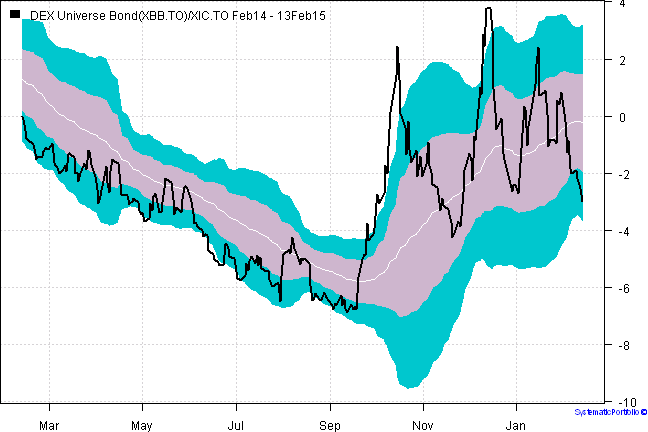 DEX Universe Bond(XBB.TO)/XIC.TO Feb14 - 13Feb15
4
2
0
-2
-4
-6
-8
-10
SystematicPortfolio ©
Mar May Jul Sep Nov Jan